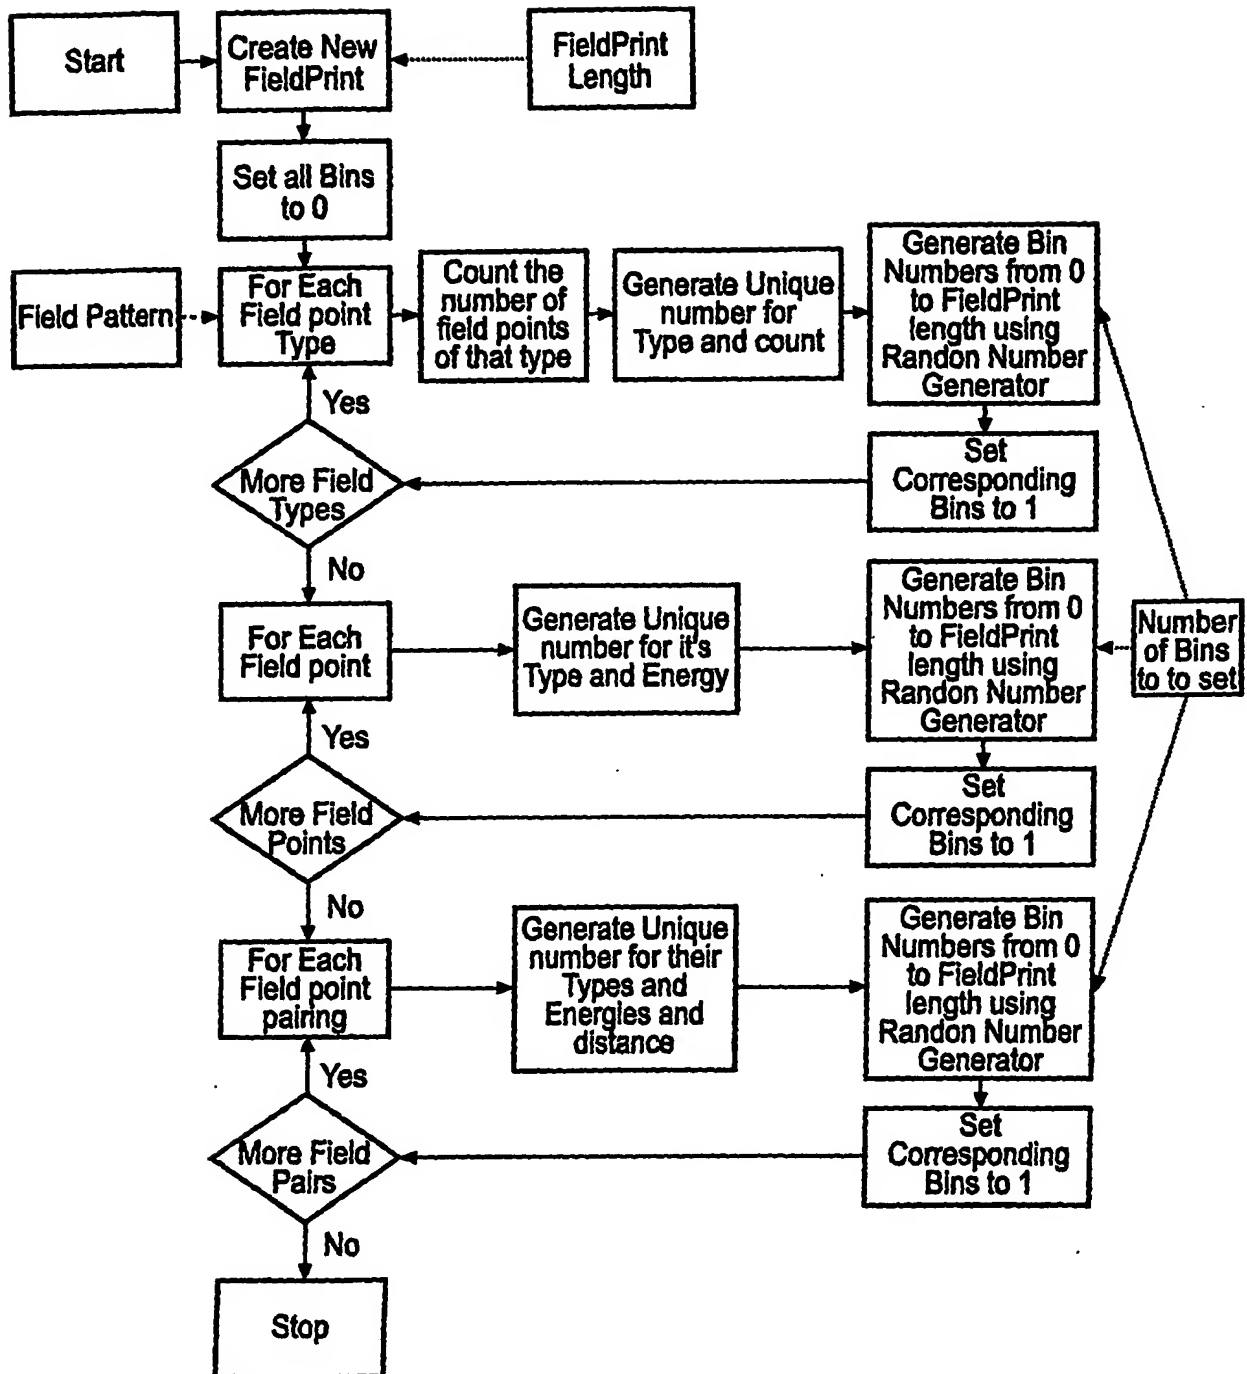 Start
Create New
FieldPrint
FieldPrint
Length
Set all Bins
to 0
Field Pattern
For Each
Field point
Type
Count the
number of
field points
of that type
Generate Unique
number for
Type and count
Generate Bin
Numbers from 0
to FieldPrint
length using
Randon Number
Generator
Yes
More Field
Types
Set
Corresponding
Bins to 1
No
For Each
Field point
Generate Unique
number for it's
Type and Energy
Generate Bin
Numbers from 0
to FieldPrint
length using
Randon Number
Generator
Number
of Bins
to to set
Yes
More Field
Points
Set
Corresponding
Bins to 1
No
For Each
Field point
pairing
Generate Unique
number for their
Types and
Energies and
distance
Generate Bin
Numbers from 0
to FieldPrint
length using
Randon Number
Generator
Yes
More Field
Pairs
Set
Corresponding
Bins to 1
No
Stop